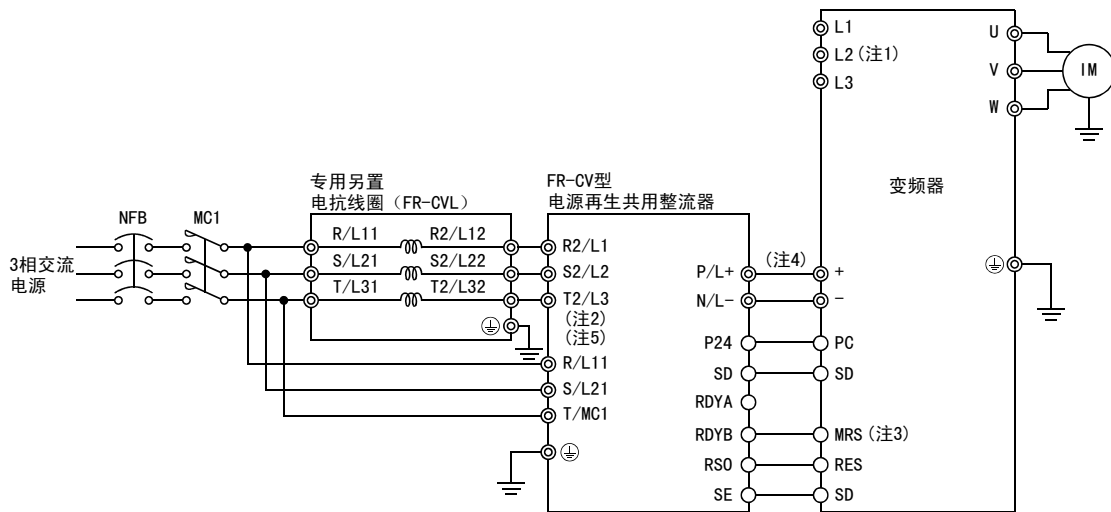 L1
L2 (注1)
L3
U
V
W
IM
变频器
专用另置
电抗线圈（FR-CVL）
FR-CV型
电源再生共用整流器
NFB
MC1
3相交流
电源
R/L11
R2/L12
S/L21
S2/L22
T/L31
T2/L32
R2/L1
S2/L2
T2/L3
(注2)
(注5)
R/L11
S/L21
T/MC1
P/L+
(注4)
+
N/L-
-
P24
PC
SD
SD
RDYA
RDYB
MRS (注3)
RSO
RES
SE
SD